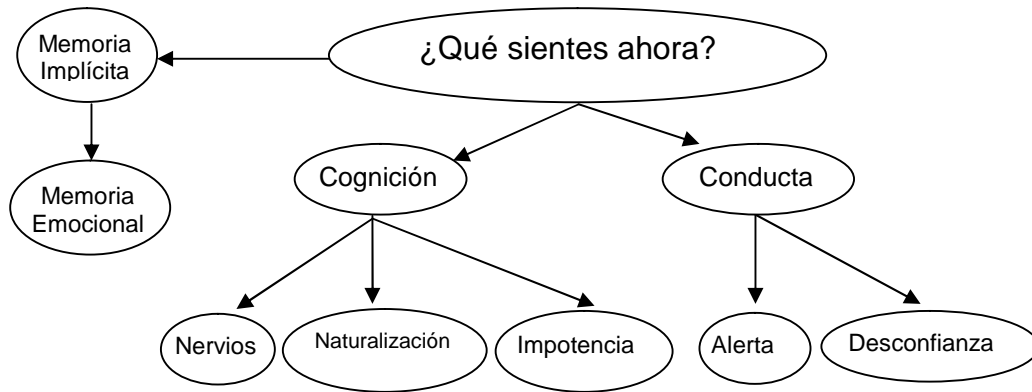 ¿Qué sientes ahora?
Memoria
Implícita
Memoria
Emocional
Cognición
Conducta
Nervios
Naturalización
Impotencia
Alerta
Desconfianza